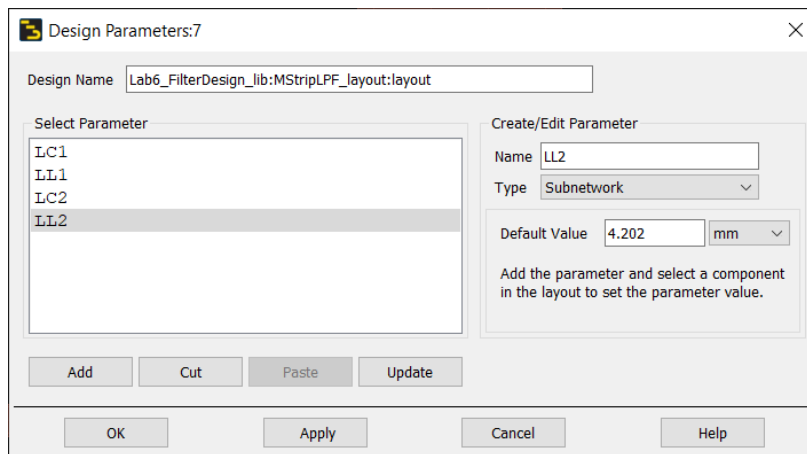 Design Parameters:7
Design Name Lab6_FilterDesign_lib:MStripLPF_layout:layout
Select Parameter
LC1
LL1
LC2
LL2
Add Cut Paste Update
Create/Edit Parameter
Name LL2
Type Subnetwork
Default Value 4.202 mm
Add the parameter and select a component
in the layout to set the parameter value.
OK Apply Cancel Help